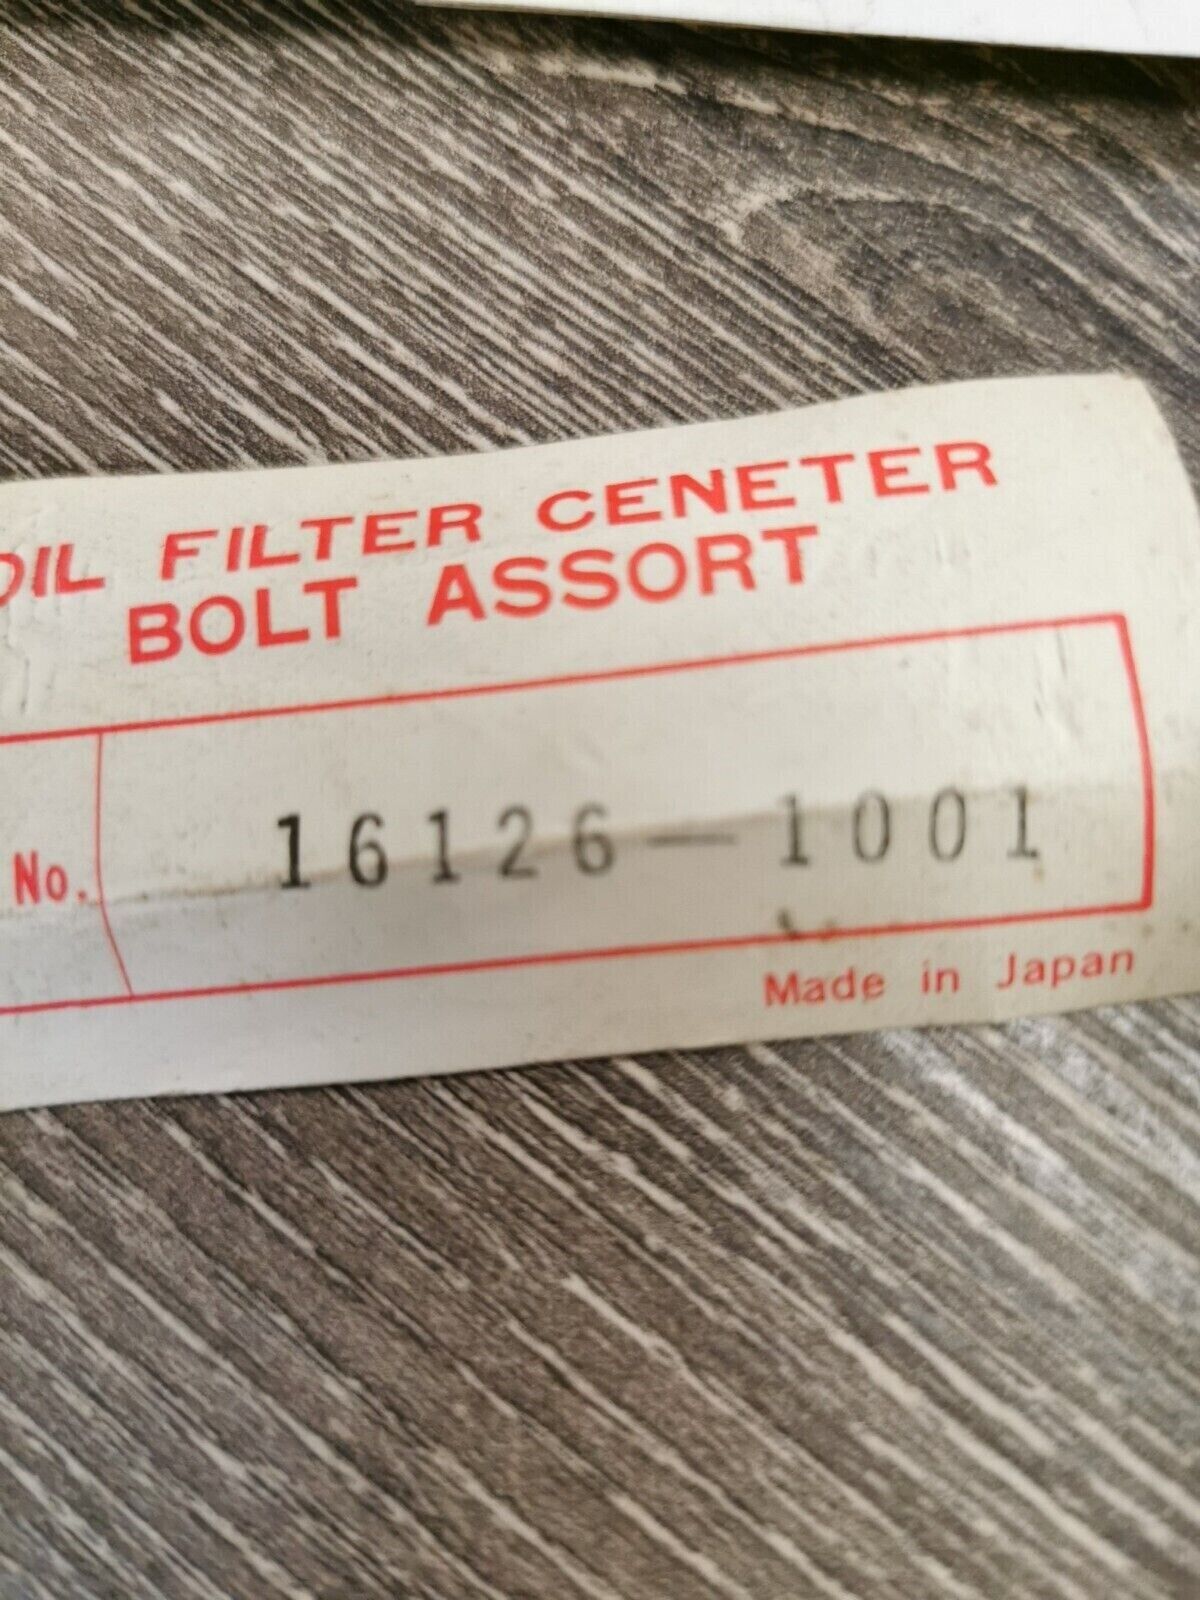 OIL FILTER CENETER
BOLT ASSORT
No. 16126-1001
Made in Japan